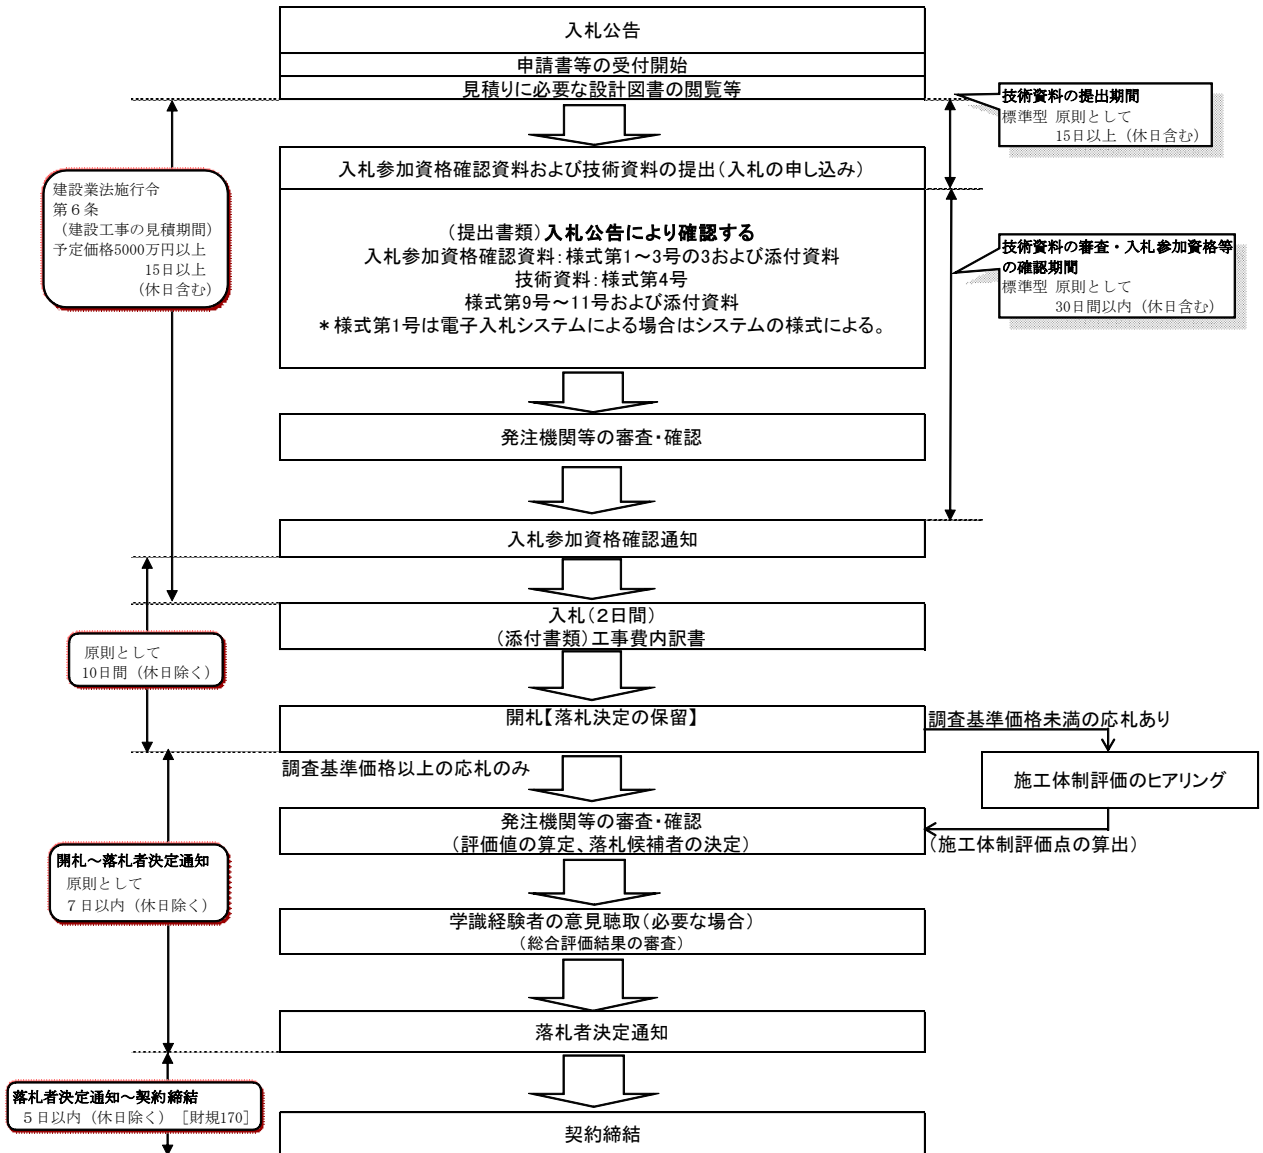 入札公告
申請書等の受付開始
見積りに必要な設計図書の閲覧等
技術資料の提出期間
標準型 原則として
15日以上（休日含む）
入札参加資格確認資料および技術資料の提出（入札の申し込み）
建設業法施行令
第６条
（建設工事の見積期間）
予定価格5000万円以上
15日以上
（休日含む）
（提出書類）入札公告により確認する
入札参加資格確認資料：様式第1～3号の3および添付資料
技術資料：様式第4号
様式第9号～11号および添付資料
＊様式第1号は電子入札システムによる場合はシステムの様式による。
技術資料の審査・入札参加資格等
の確認期間
標準型 原則として
30日間以内（休日含む）
発注機関等の審査・確認
入札参加資格確認通知
入札（２日間）
（添付書類）工事費内訳書
原則として
10日間（休日除く）
開札【落札決定の保留】
調査基準価格未満の応札あり
調査基準価格以上の応札のみ
施工体制評価のヒアリング
発注機関等の審査・確認
（評価値の算定、落札候補者の決定）
（施工体制評価点の算出）
開札～落札者決定通知
原則として
７日以内（休日除く）
学識経験者の意見聴取（必要な場合）
（総合評価結果の審査）
落札者決定通知
落札者決定通知～契約締結
５日以内（休日除く）［財規170］
契約締結